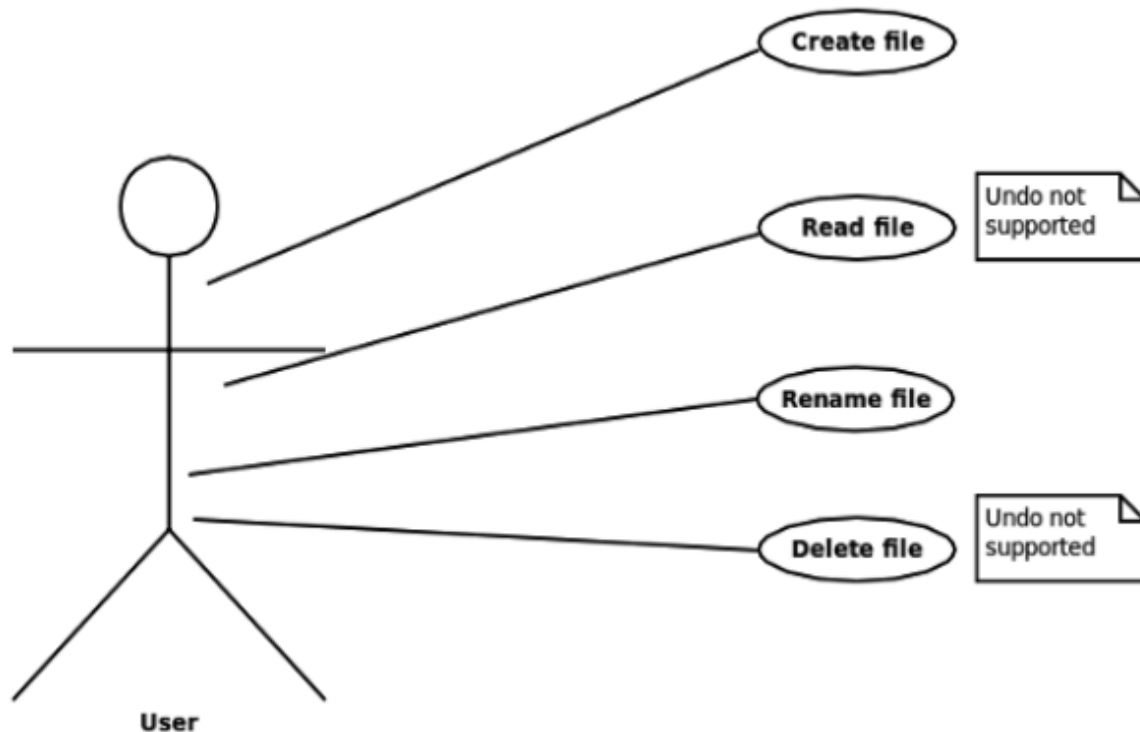 Create file
Read file
Undo not
supported
Rename file
Delete file
Undo not
supported
User